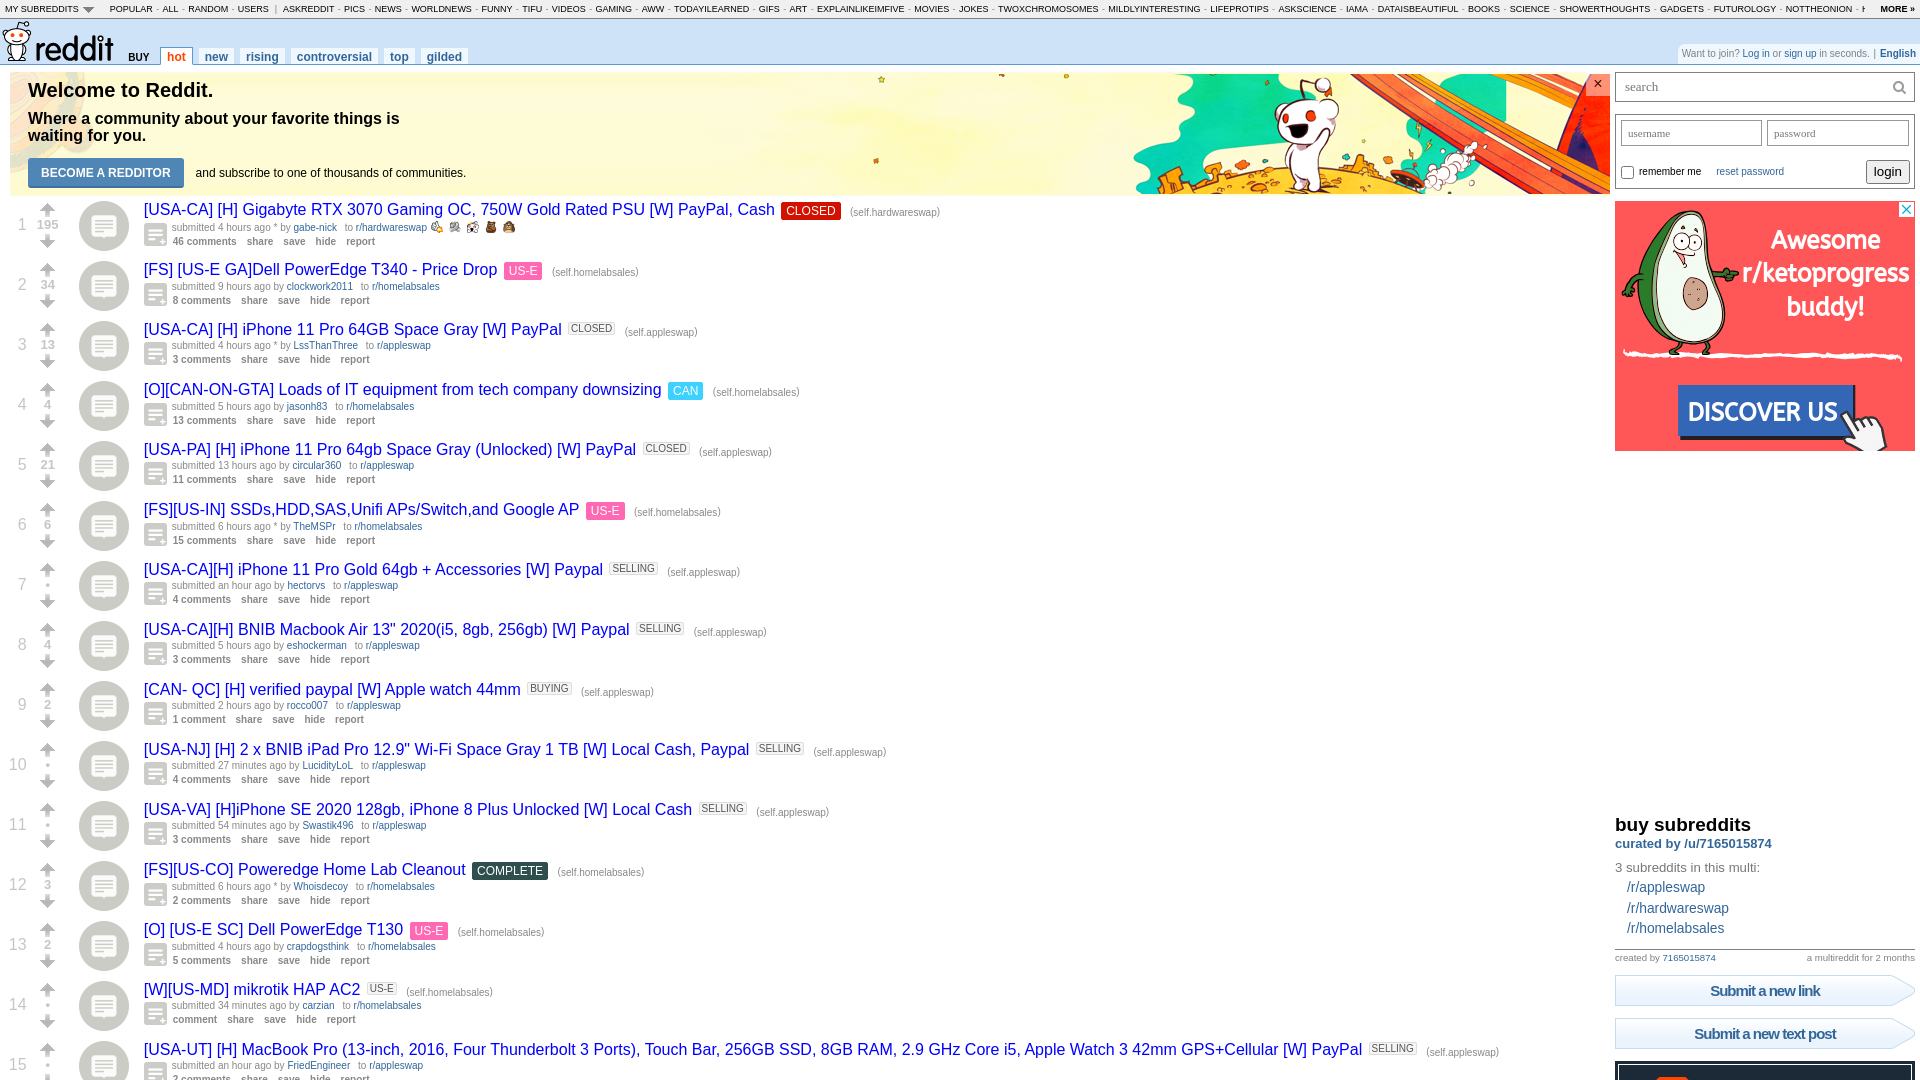 MY SUBREDDITS POPULAR - ALL - RANDOM - USERS | ASKREDDIT - PICS - NEWS - WORLDNEWS - FUNNY - TIFU - VIDEOS - GAMING - AWW - TODAYILEARNED - GIFS - ART - EXPLAINLIKEIMFIVE - MOVIES - JOKES - TWOXCHROMOSOMES - MILDLYINTERESTING - LIFEPROTIPS - ASKSCIENCE - IAMA - DATAISBEAUTIFUL - BOOKS - SCIENCE - SHOWERTHOUGHTS - GADGETS - FUTUROLOGY - NOTTHEONION - MORE »
reddit BUY hot new rising controversial top gilded
Want to join? Log in or sign up in seconds. | English
Welcome to Reddit.
Where a community about your favorite things is
waiting for you.
BECOME A REDDITOR and subscribe to one of thousands of communities.
×
1 195
[USA-CA] [H] Gigabyte RTX 3070 Gaming OC, 750W Gold Rated PSU [W] PayPal, Cash CLOSED (self.hardwareswap)
submitted 4 hours ago * by gabe-nick to r/hardwareswap
46 comments share save hide report
2 34
[FS] [US-E GA]Dell PowerEdge T340 - Price Drop US-E (self.homelabsales)
submitted 9 hours ago by clockwork2011 to r/homelabsales
8 comments share save hide report
3 13
[USA-CA] [H] iPhone 11 Pro 64GB Space Gray [W] PayPal CLOSED (self.appleswap)
submitted 4 hours ago * by LssThanThree to r/appleswap
3 comments share save hide report
4 4
[O][CAN-ON-GTA] Loads of IT equipment from tech company downsizing CAN (self.homelabsales)
submitted 5 hours ago by jasonh83 to r/homelabsales
13 comments share save hide report
5 21
[USA-PA] [H] iPhone 11 Pro 64gb Space Gray (Unlocked) [W] PayPal CLOSED (self.appleswap)
submitted 13 hours ago by circular360 to r/appleswap
11 comments share save hide report
6 6
[FS][US-IN] SSDs,HDD,SAS,Unifi APs/Switch,and Google AP US-E (self.homelabsales)
submitted 6 hours ago * by TheMSPr to r/homelabsales
15 comments share save hide report
7 •
[USA-CA][H] iPhone 11 Pro Gold 64gb + Accessories [W] Paypal SELLING (self.appleswap)
submitted an hour ago by hectorvs to r/appleswap
4 comments share save hide report
8 4
[USA-CA][H] BNIB Macbook Air 13" 2020(i5, 8gb, 256gb) [W] Paypal SELLING (self.appleswap)
submitted 5 hours ago by eshockerman to r/appleswap
3 comments share save hide report
9 2
[CAN- QC] [H] verified paypal [W] Apple watch 44mm BUYING (self.appleswap)
submitted 2 hours ago by rocco007 to r/appleswap
1 comment share save hide report
10 •
[USA-NJ] [H] 2 x BNIB iPad Pro 12.9" Wi-Fi Space Gray 1 TB [W] Local Cash, Paypal SELLING (self.appleswap)
submitted 27 minutes ago by LucidityLoL to r/appleswap
4 comments share save hide report
11 •
[USA-VA] [H]iPhone SE 2020 128gb, iPhone 8 Plus Unlocked [W] Local Cash SELLING (self.appleswap)
submitted 54 minutes ago by Swastik496 to r/appleswap
3 comments share save hide report
12 3
[FS][US-CO] Poweredge Home Lab Cleanout COMPLETE (self.homelabsales)
submitted 6 hours ago * by Whoisdecoy to r/homelabsales
2 comments share save hide report
13 2
[O] [US-E SC] Dell PowerEdge T130 US-E (self.homelabsales)
submitted 4 hours ago by crapdogsthink to r/homelabsales
5 comments share save hide report
14 •
[W][US-MD] mikrotik HAP AC2 US-E (self.homelabsales)
submitted 34 minutes ago by carzian to r/homelabsales
comment share save hide report
15 •
[USA-UT] [H] MacBook Pro (13-inch, 2016, Four Thunderbolt 3 Ports), Touch Bar, 256GB SSD, 8GB RAM, 2.9 GHz Core i5, Apple Watch 3 42mm GPS+Cellular [W] PayPal SELLING (self.appleswap)
submitted an hour ago by FriedEngineer to r/appleswap
2 comments share save hide report
search
username password
remember me reset password login
Awesome
r/ketoprogress
buddy!
DISCOVER US
buy subreddits
curated by /u/7165015874
3 subreddits in this multi:
/r/appleswap
/r/hardwareswap
/r/homelabsales
created by 7165015874 a multireddit for 2 months
Submit a new link
Submit a new text post